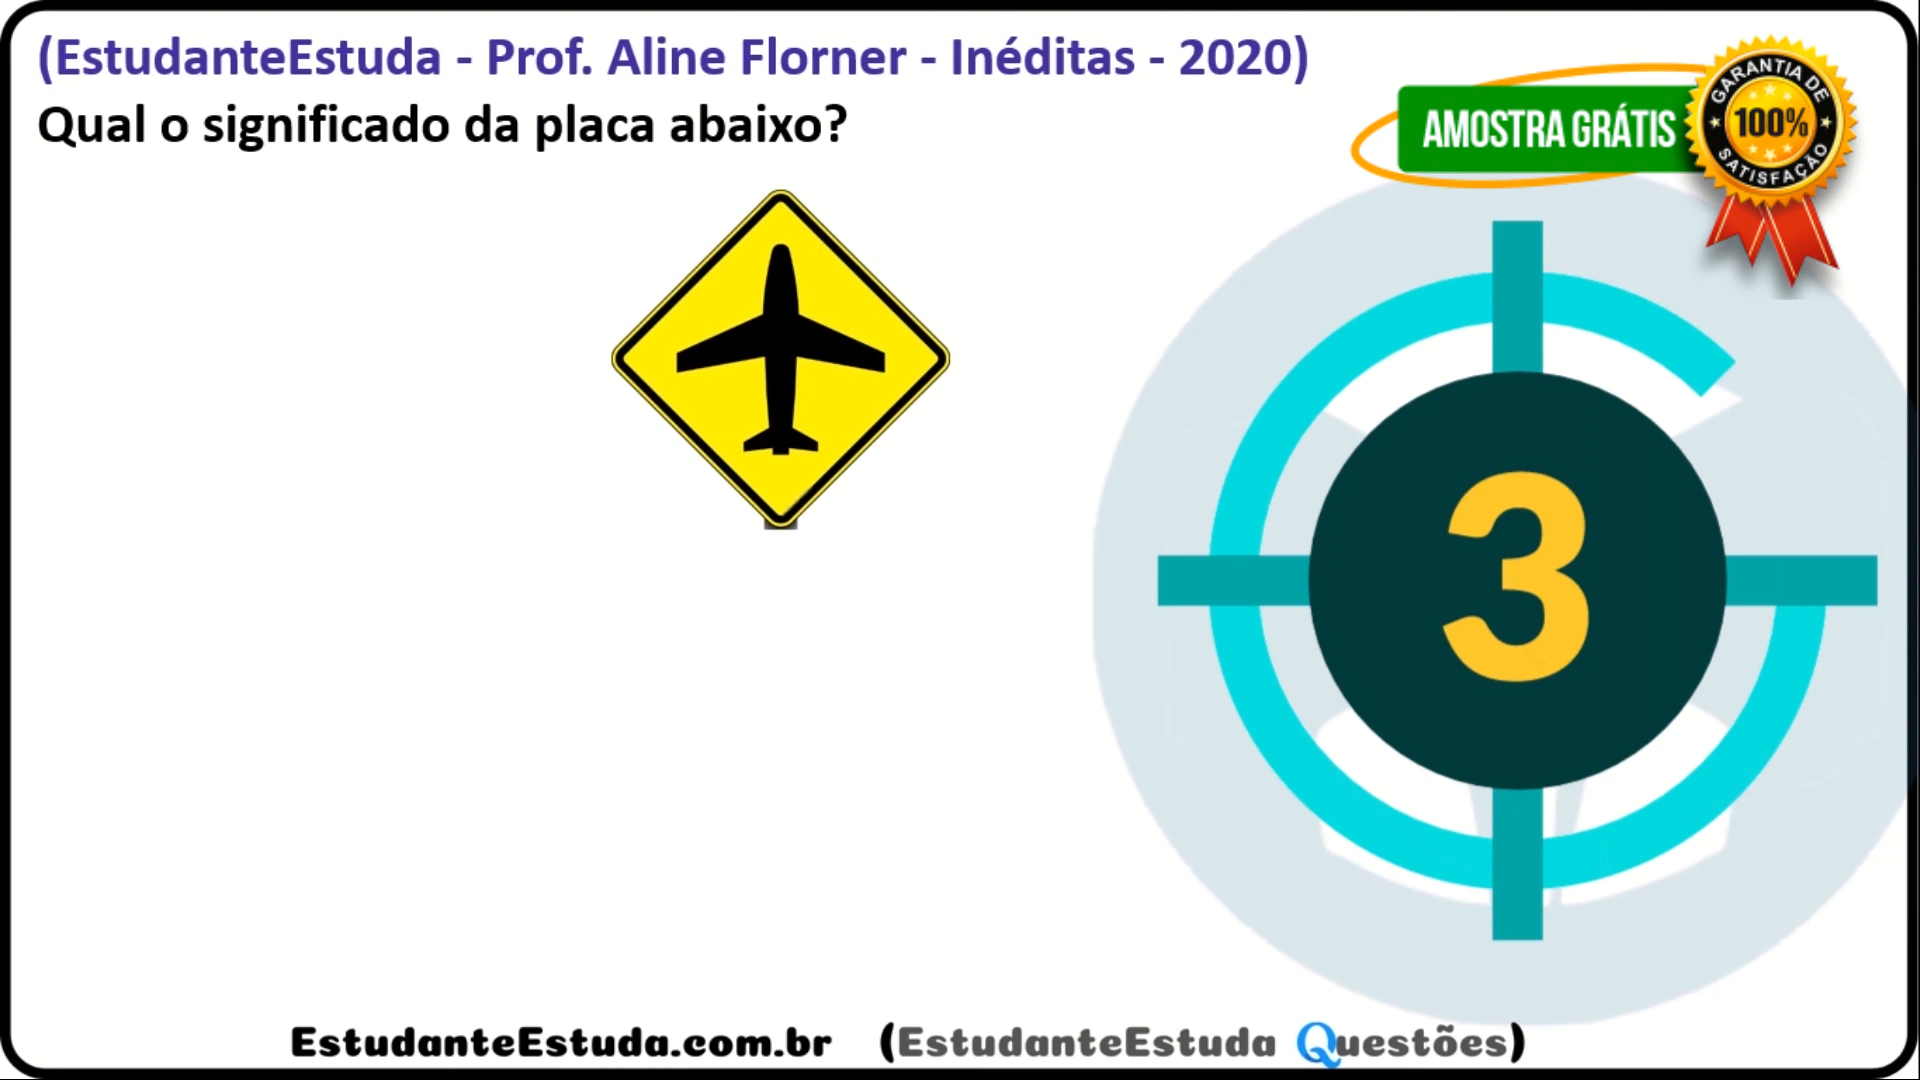 (EstudanteEstuda - Prof. Aline Florner - Inéditas - 2020)
Qual o significado da placa abaixo?
AMOSTRA GRÁTIS
GARANTIA DE
100%
SATISFAÇÃO
3
EstudanteEstuda.com.br (EstudanteEstuda Questões)